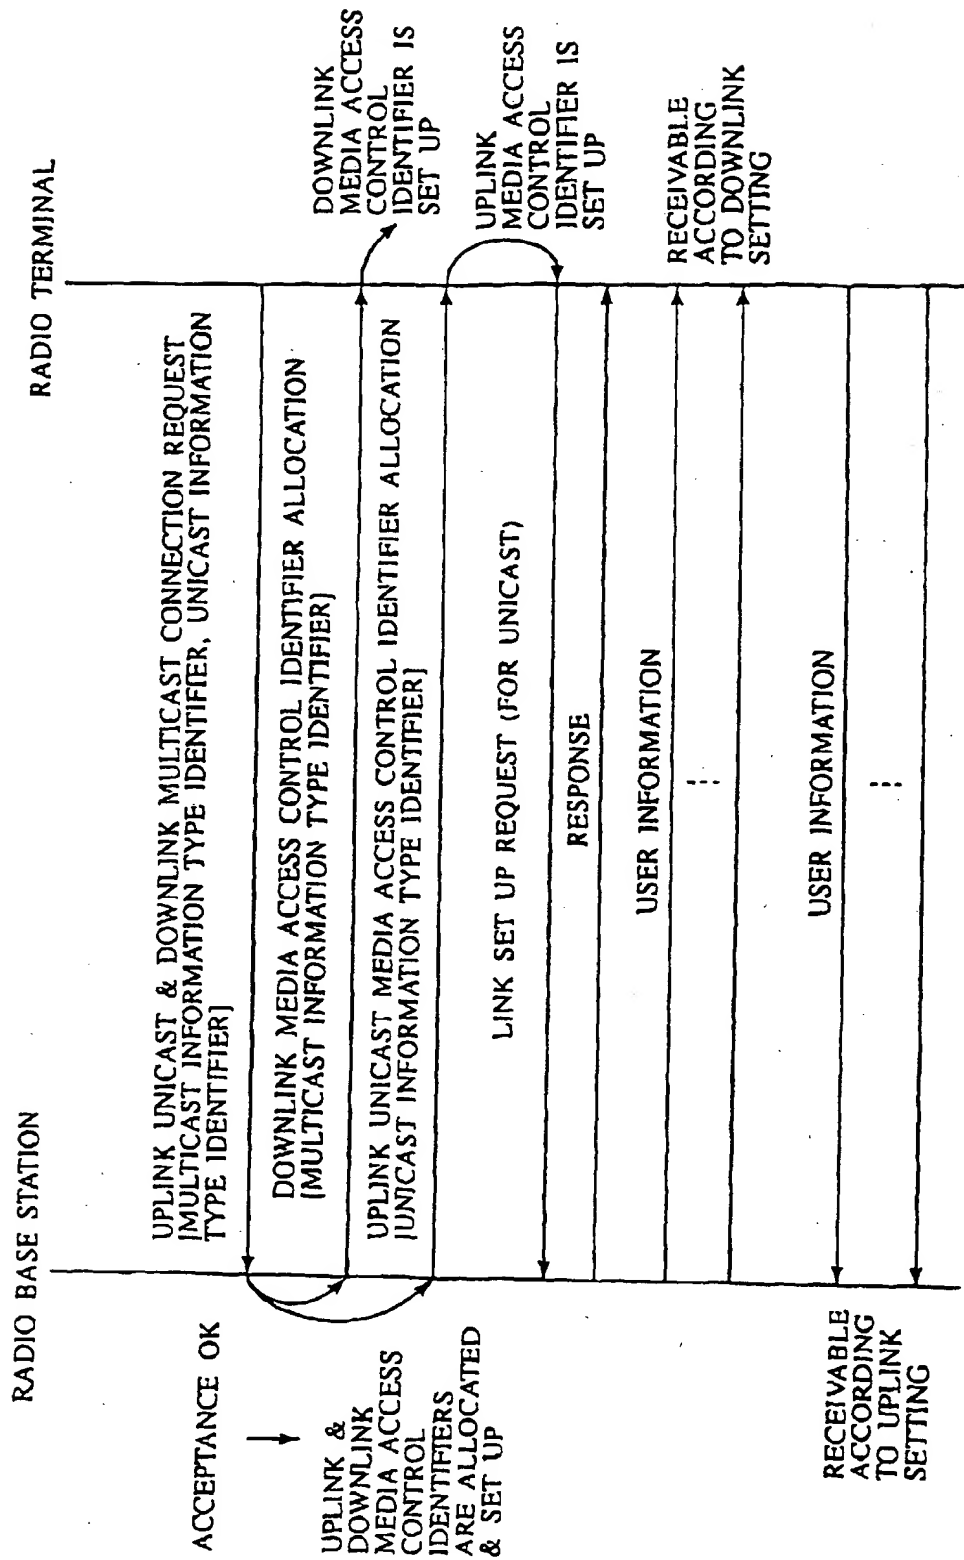 RADIO BASE STATION
RADIO TERMINAL
ACCEPTANCE OK
UPLINK &
DOWNLINK
MEDIA ACCESS
CONTROL
IDENTIFIERS
ARE ALLOCATED
& SET UP
UPLINK UNICAST & DOWNLINK MULTICAST CONNECTION REQUEST
[MULTICAST INFORMATION TYPE IDENTIFIER, UNICAST INFORMATION
TYPE IDENTIFIER]
DOWNLINK MEDIA ACCESS CONTROL IDENTIFIER ALLOCATION
[MULTICAST INFORMATION TYPE IDENTIFIER]
DOWNLINK
MEDIA ACCESS
CONTROL
IDENTIFIER IS
SET UP
UPLINK UNICAST MEDIA ACCESS CONTROL IDENTIFIER ALLOCATION
[UNICAST INFORMATION TYPE IDENTIFIER]
UPLINK
MEDIA ACCESS
CONTROL
IDENTIFIER IS
SET UP
LINK SET UP REQUEST (FOR UNICAST)
RESPONSE
USER INFORMATION
RECEIVABLE
ACCORDING
TO DOWNLINK
SETTING
USER INFORMATION
RECEIVABLE
ACCORDING
TO UPLINK
SETTING